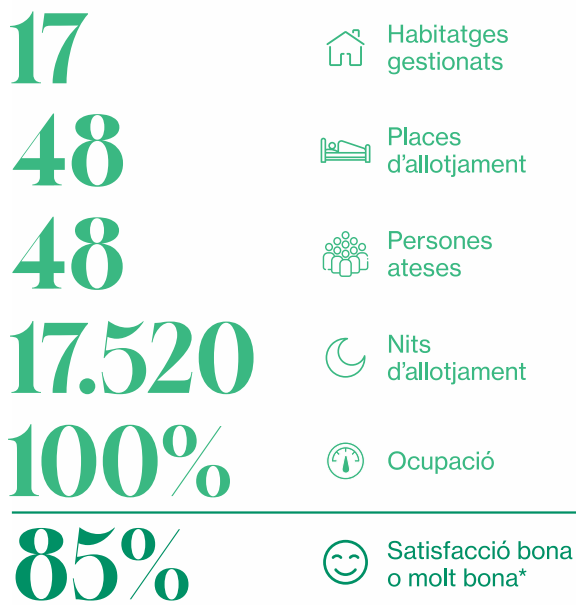 17
Habitatges
gestionats
48
Places
d'allotjament
48
Persones
ateses
17.520
Nits
d'allotjament
100%
Ocupació
85%
Satisfacció bona
o molt bona*